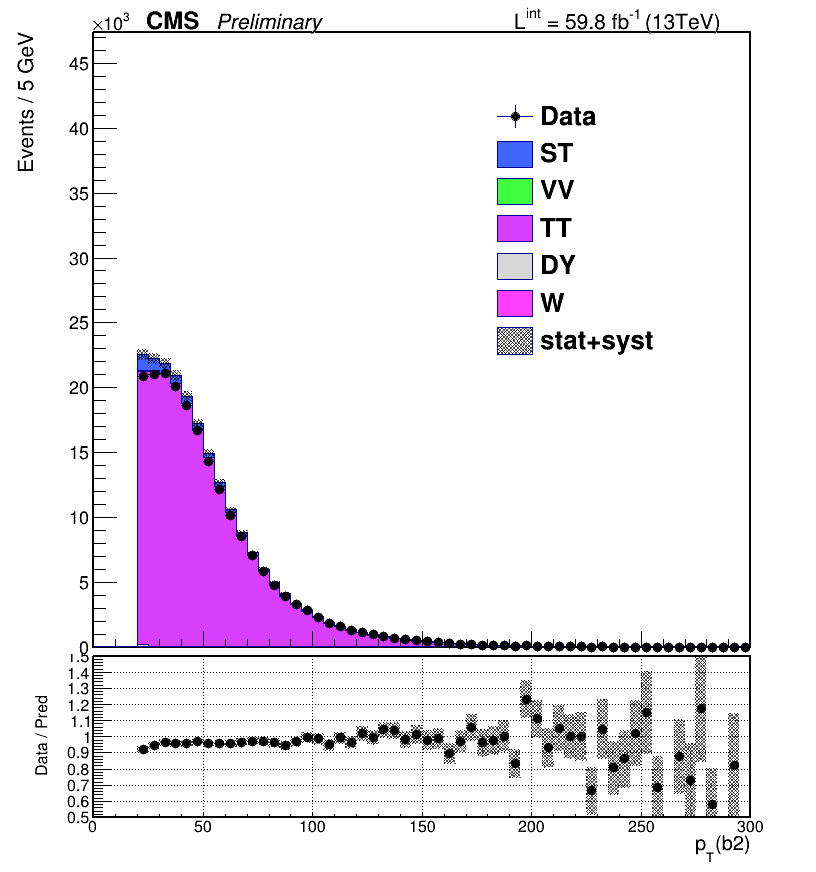 ×10³ CMS Preliminary L^int = 59.8 fb⁻¹ (13TeV)
Events / 5 GeV
45
40
35
30
25
20
15
10
5
0
Data
ST
VV
TT
DY
W
stat+syst
Data / Pred
1.5
1.4
1.3
1.2
1.1
1
0.9
0.8
0.7
0.6
0.5
0 50 100 150 200 250 300
p_T(b2)